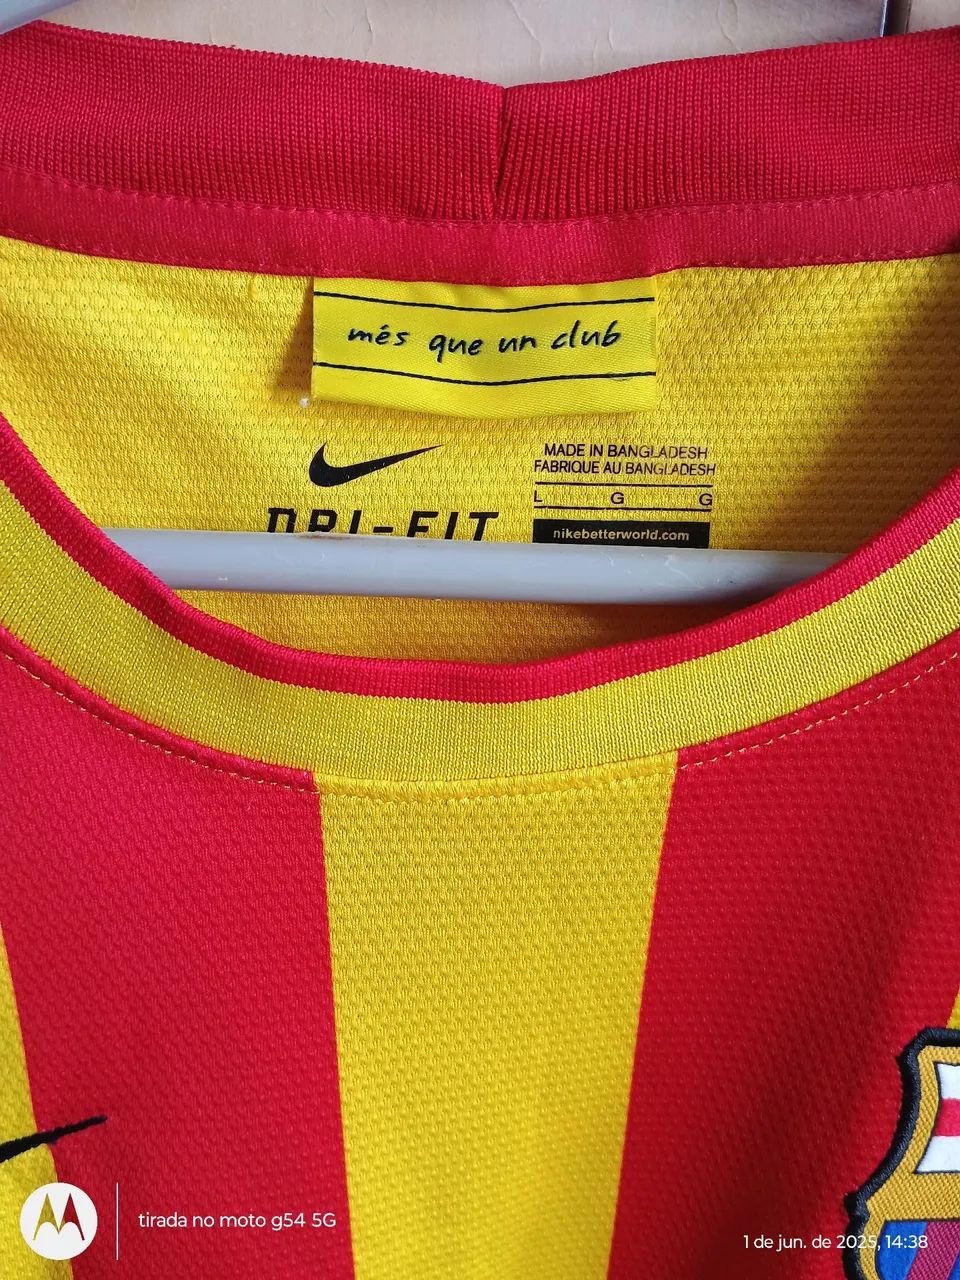 més que un club
MADE IN BANGLADESH
FABRIQUE AU BANGLADESH
L G G
DRI-FIT
nikebetterworld.com
tirada no moto g54 5G
1 de jun. de 2025, 14:38